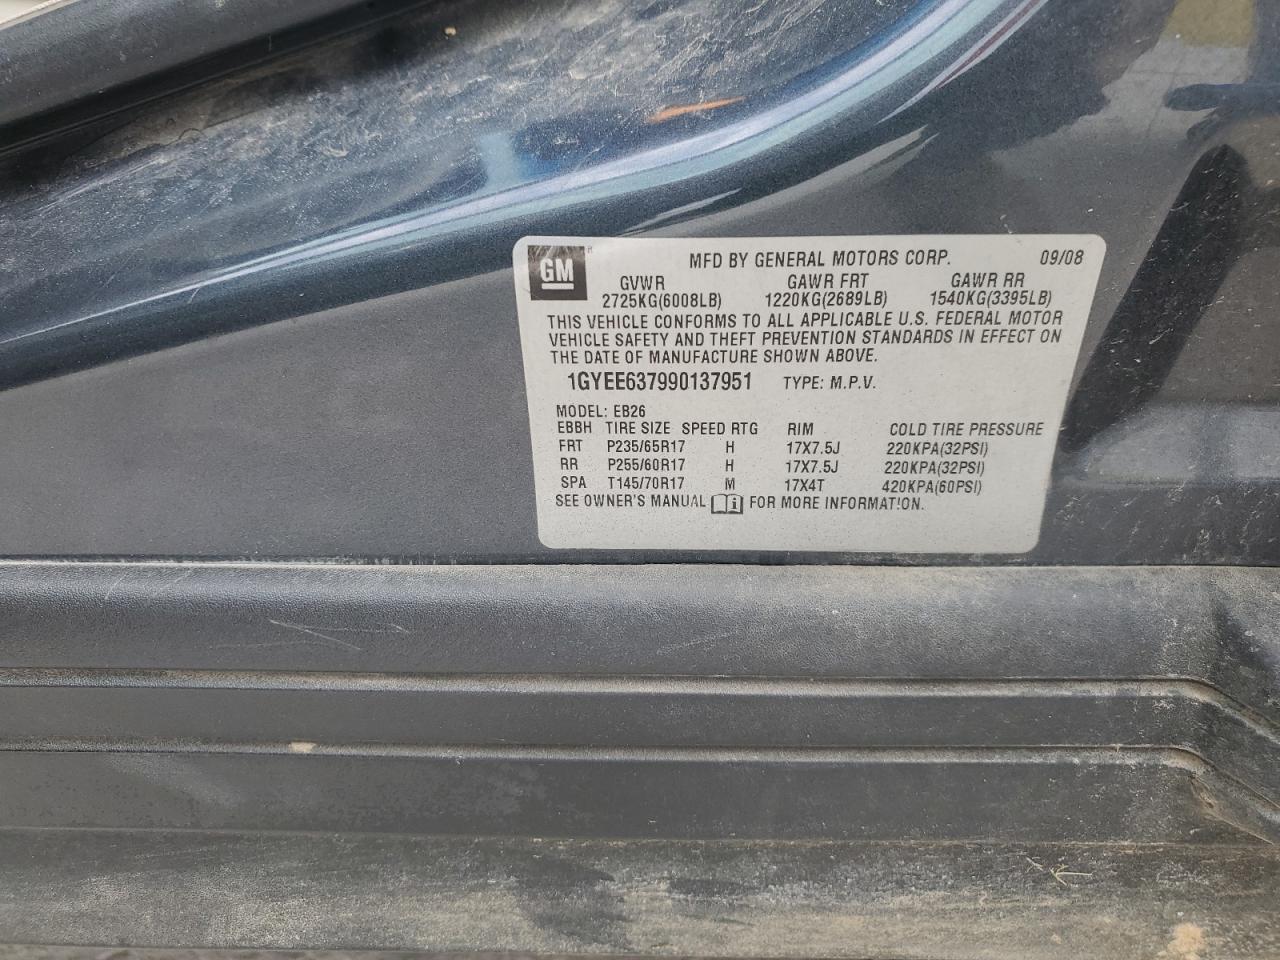 GM ® MFD BY GENERAL MOTORS CORP. 09/08
GVWR GAWR FRT GAWR RR
2725KG(6008LB) 1220KG(2689LB) 1540KG(3395LB)
THIS VEHICLE CONFORMS TO ALL APPLICABLE U.S. FEDERAL MOTOR
VEHICLE SAFETY AND THEFT PREVENTION STANDARDS IN EFFECT ON
THE DATE OF MANUFACTURE SHOWN ABOVE.
1GYEE637990137951 TYPE: M.P.V.
MODEL: EB26
EBBH TIRE SIZE SPEED RTG RIM COLD TIRE PRESSURE
FRT P235/65R17 H 17X7.5J 220KPA(32PSI)
RR P255/60R17 H 17X7.5J 220KPA(32PSI)
SPA T145/70R17 M 17X4T 420KPA(60PSI)
SEE OWNER'S MANUAL i FOR MORE INFORMATION.